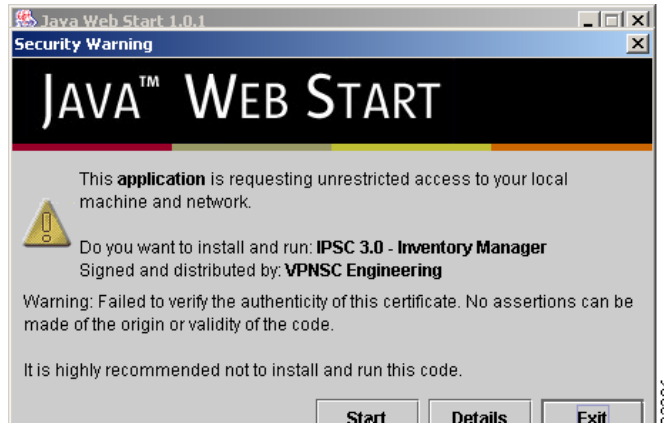 Java Web Start 1.0.1
Security Warning
JAVA™ WEB START
This application is requesting unrestricted access to your local
machine and network.
Do you want to install and run: IPSC 3.0 - Inventory Manager
Signed and distributed by: VPNSC Engineering
Warning: Failed to verify the authenticity of this certificate. No assertions can be
made of the origin or validity of the code.
It is highly recommended not to install and run this code.
Start Details Exit